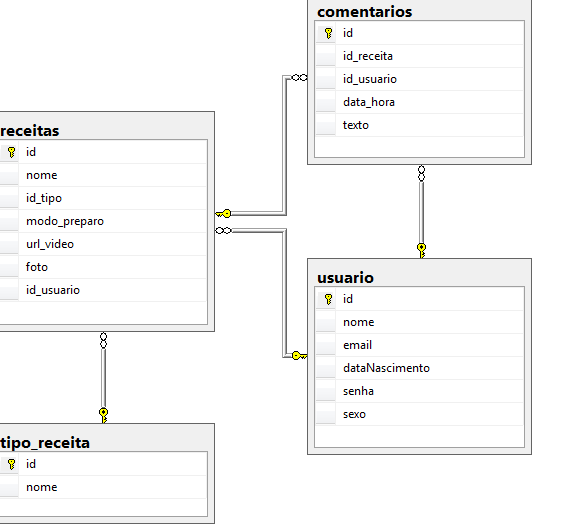 comentarios
id
id_receita
id_usuario
data_hora
texto
receitas
id
nome
id_tipo
modo_preparo
url_video
foto
id_usuario
usuario
id
nome
email
dataNascimento
senha
sexo
tipo_receita
id
nome